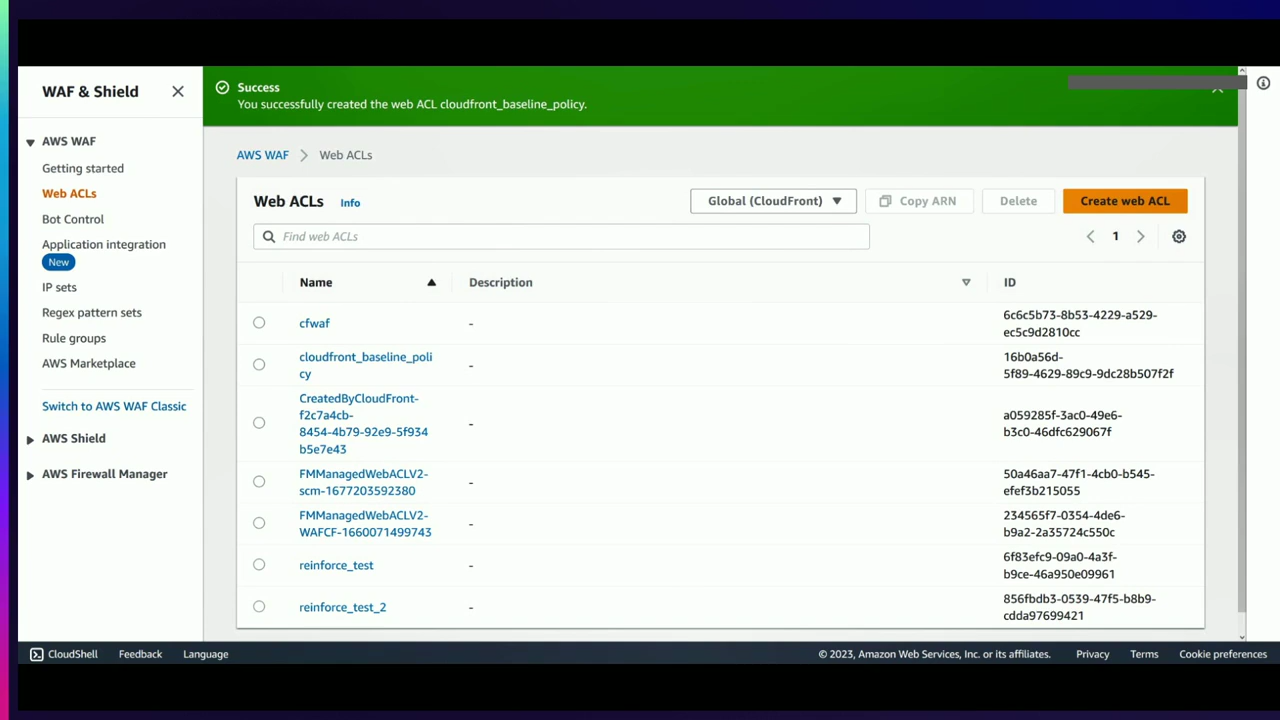 WAF & Shield
AWS WAF
Getting started
Web ACLs
Bot Control
Application integration
New
IP sets
Regex pattern sets
Rule groups
AWS Marketplace
Switch to AWS WAF Classic
AWS Shield
AWS Firewall Manager
Success
You successfully created the web ACL cloudfront_baseline_policy.
AWS WAF > Web ACLs
Web ACLs Info
Global (CloudFront) Copy ARN Delete Create web ACL
Find web ACLs
1
Name Description ID
cfwaf - 6c6c5b73-8b53-4229-a529-
ec5c9d2810cc
cloudfront_baseline_poli
cy
-
16b0a56d-
5f89-4629-89c9-9dc28b507f2f
CreatedByCloudFront-
f2c7a4cb-
8454-4b79-92e9-5f934
b5e7e43
-
a059285f-3ac0-49e6-
b3c0-46dfc629067f
FMManagedWebACLV2-
scm-1677203592380
-
50a46aa7-47f1-4cb0-b545-
efef3b215055
FMManagedWebACLV2-
WAFCF-1660071499743
-
234565f7-0354-4de6-
b9a2-2a35724c550c
reinforce_test
-
6f83efc9-09a0-4a3f-
b9ce-46a950e09961
reinforce_test_2
-
856fbdb3-0539-47f5-b8b9-
cdda97699421
CloudShell Feedback Language © 2023, Amazon Web Services, Inc. or its affiliates. Privacy Terms Cookie preferences